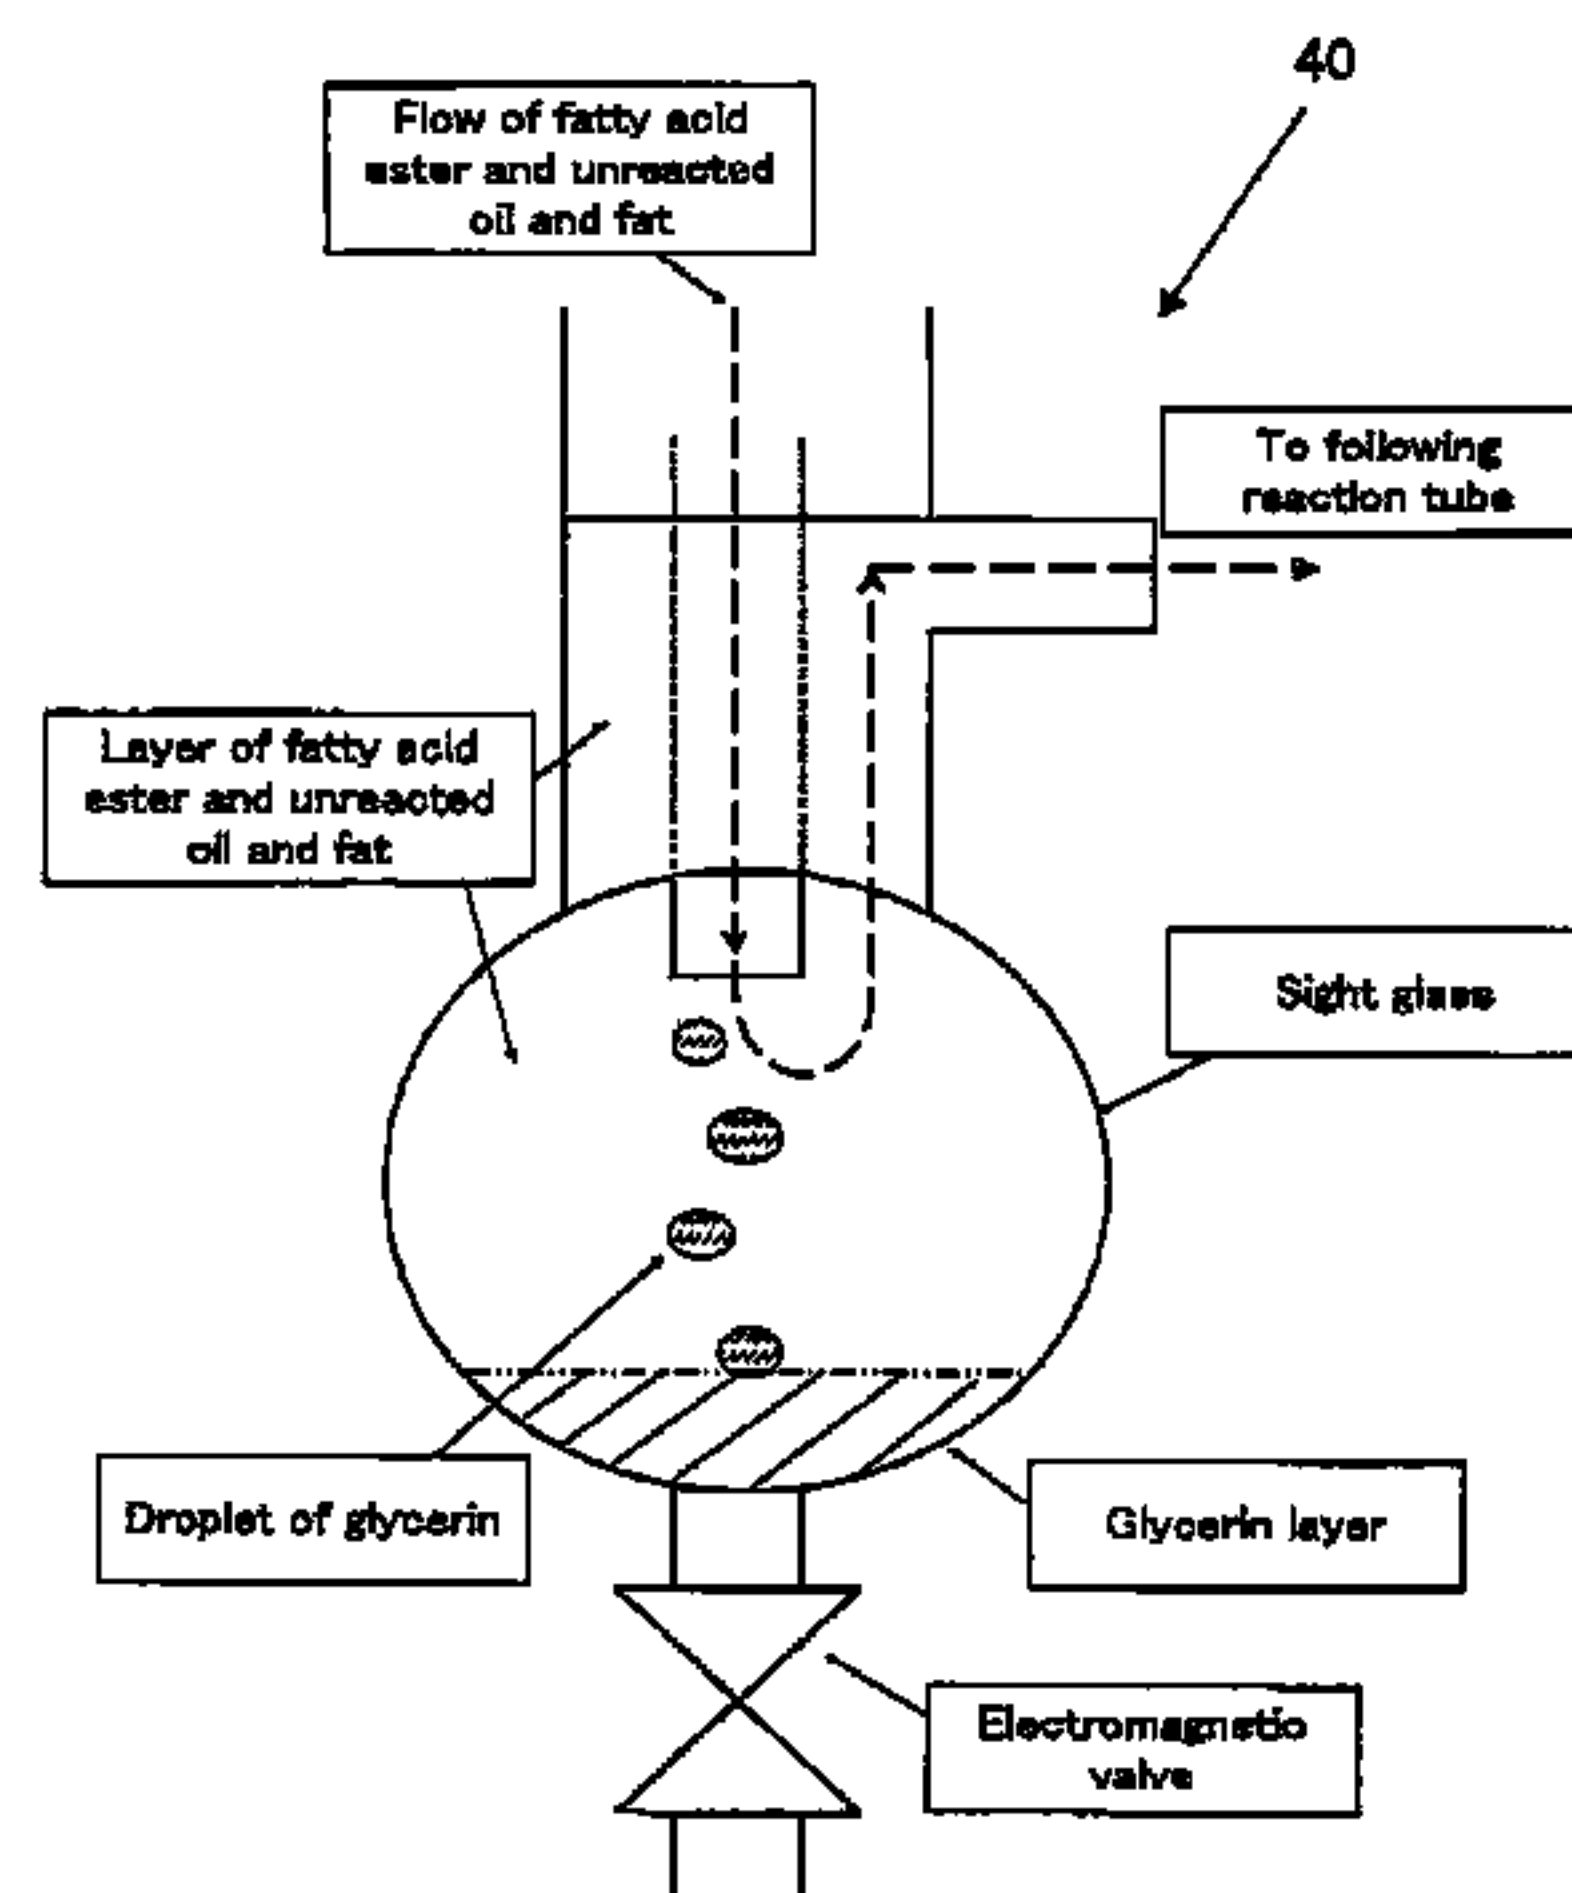 40
Flow of fatty acid
ester and unreacted
oil and fat
To following
reaction tube
Layer of fatty acid
ester and unreacted
oil and fat
Sight glass
Droplet of glycerin
Glycerin layer
Electromagnetic
valve